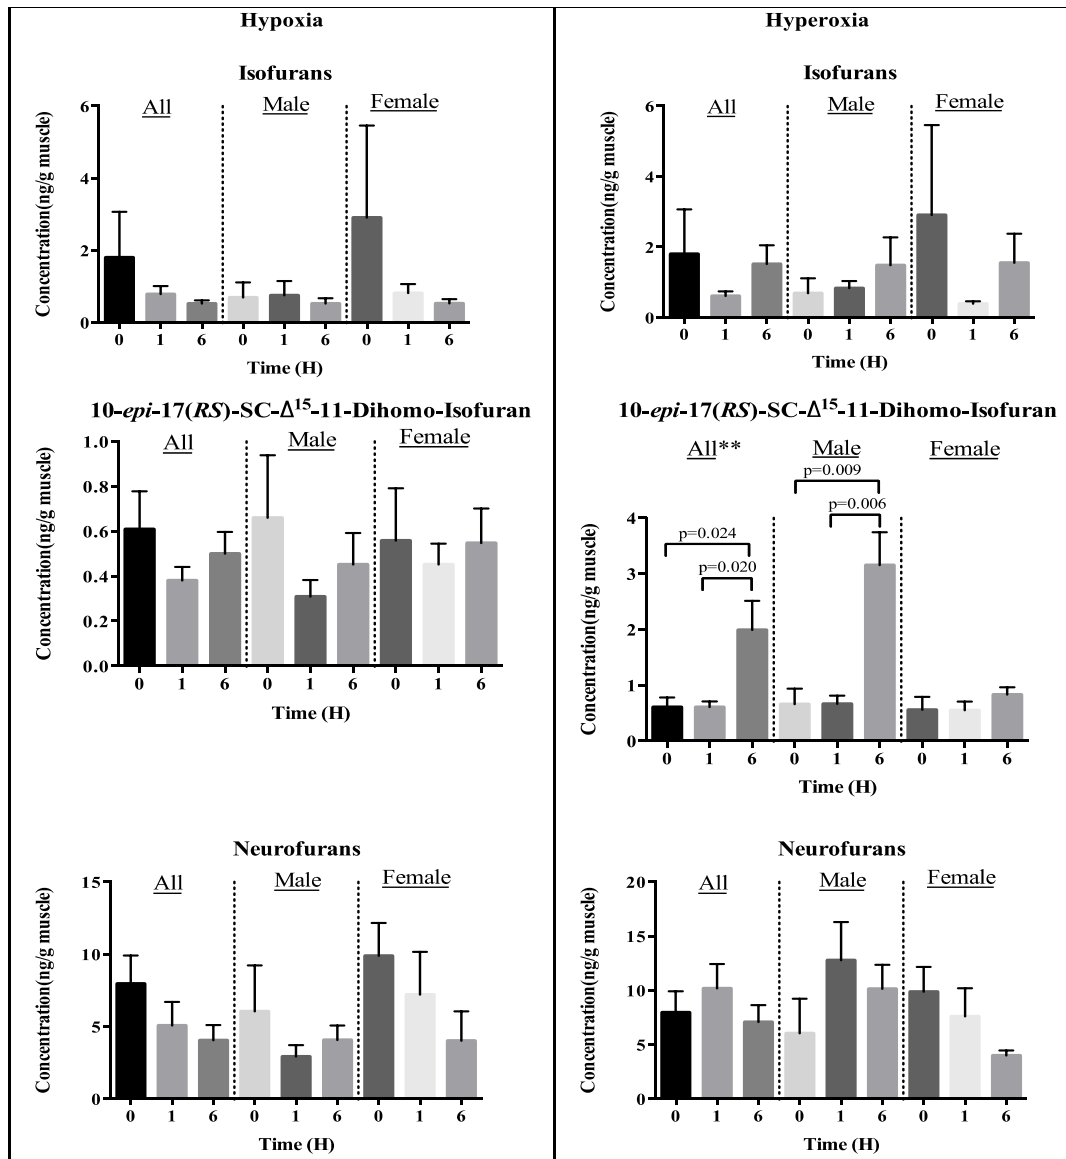 Hypoxia
Isofurans
All Male Female
Concentration(ng/g muscle)
6
4
2
0
0 1 6 0 1 6 0 1 6
Time (H)
10-epi-17(RS)-SC-Δ15-11-Dihomo-Isofuran
All Male Female
Concentration(ng/g muscle)
1.0
0.8
0.6
0.4
0.2
0.0
0 1 6 0 1 6 0 1 6
Time (H)
Neurofurans
All Male Female
Concentration(ng/g muscle)
15
10
5
0
0 1 6 0 1 6 0 1 6
Time (H)
Hyperoxia
Isofurans
All Male Female
Concentration(ng/g muscle)
6
4
2
0
0 1 6 0 1 6 0 1 6
Time (H)
10-epi-17(RS)-SC-Δ15-11-Dihomo-Isofuran
All** Male Female
p=0.009
p=0.006
p=0.024
p=0.020
Concentration(ng/g muscle)
4
3
2
1
0
0 1 6 0 1 6 0 1 6
Time (H)
Neurofurans
All Male Female
Concentration(ng/g muscle)
20
15
10
5
0
0 1 6 0 1 6 0 1 6
Time (H)